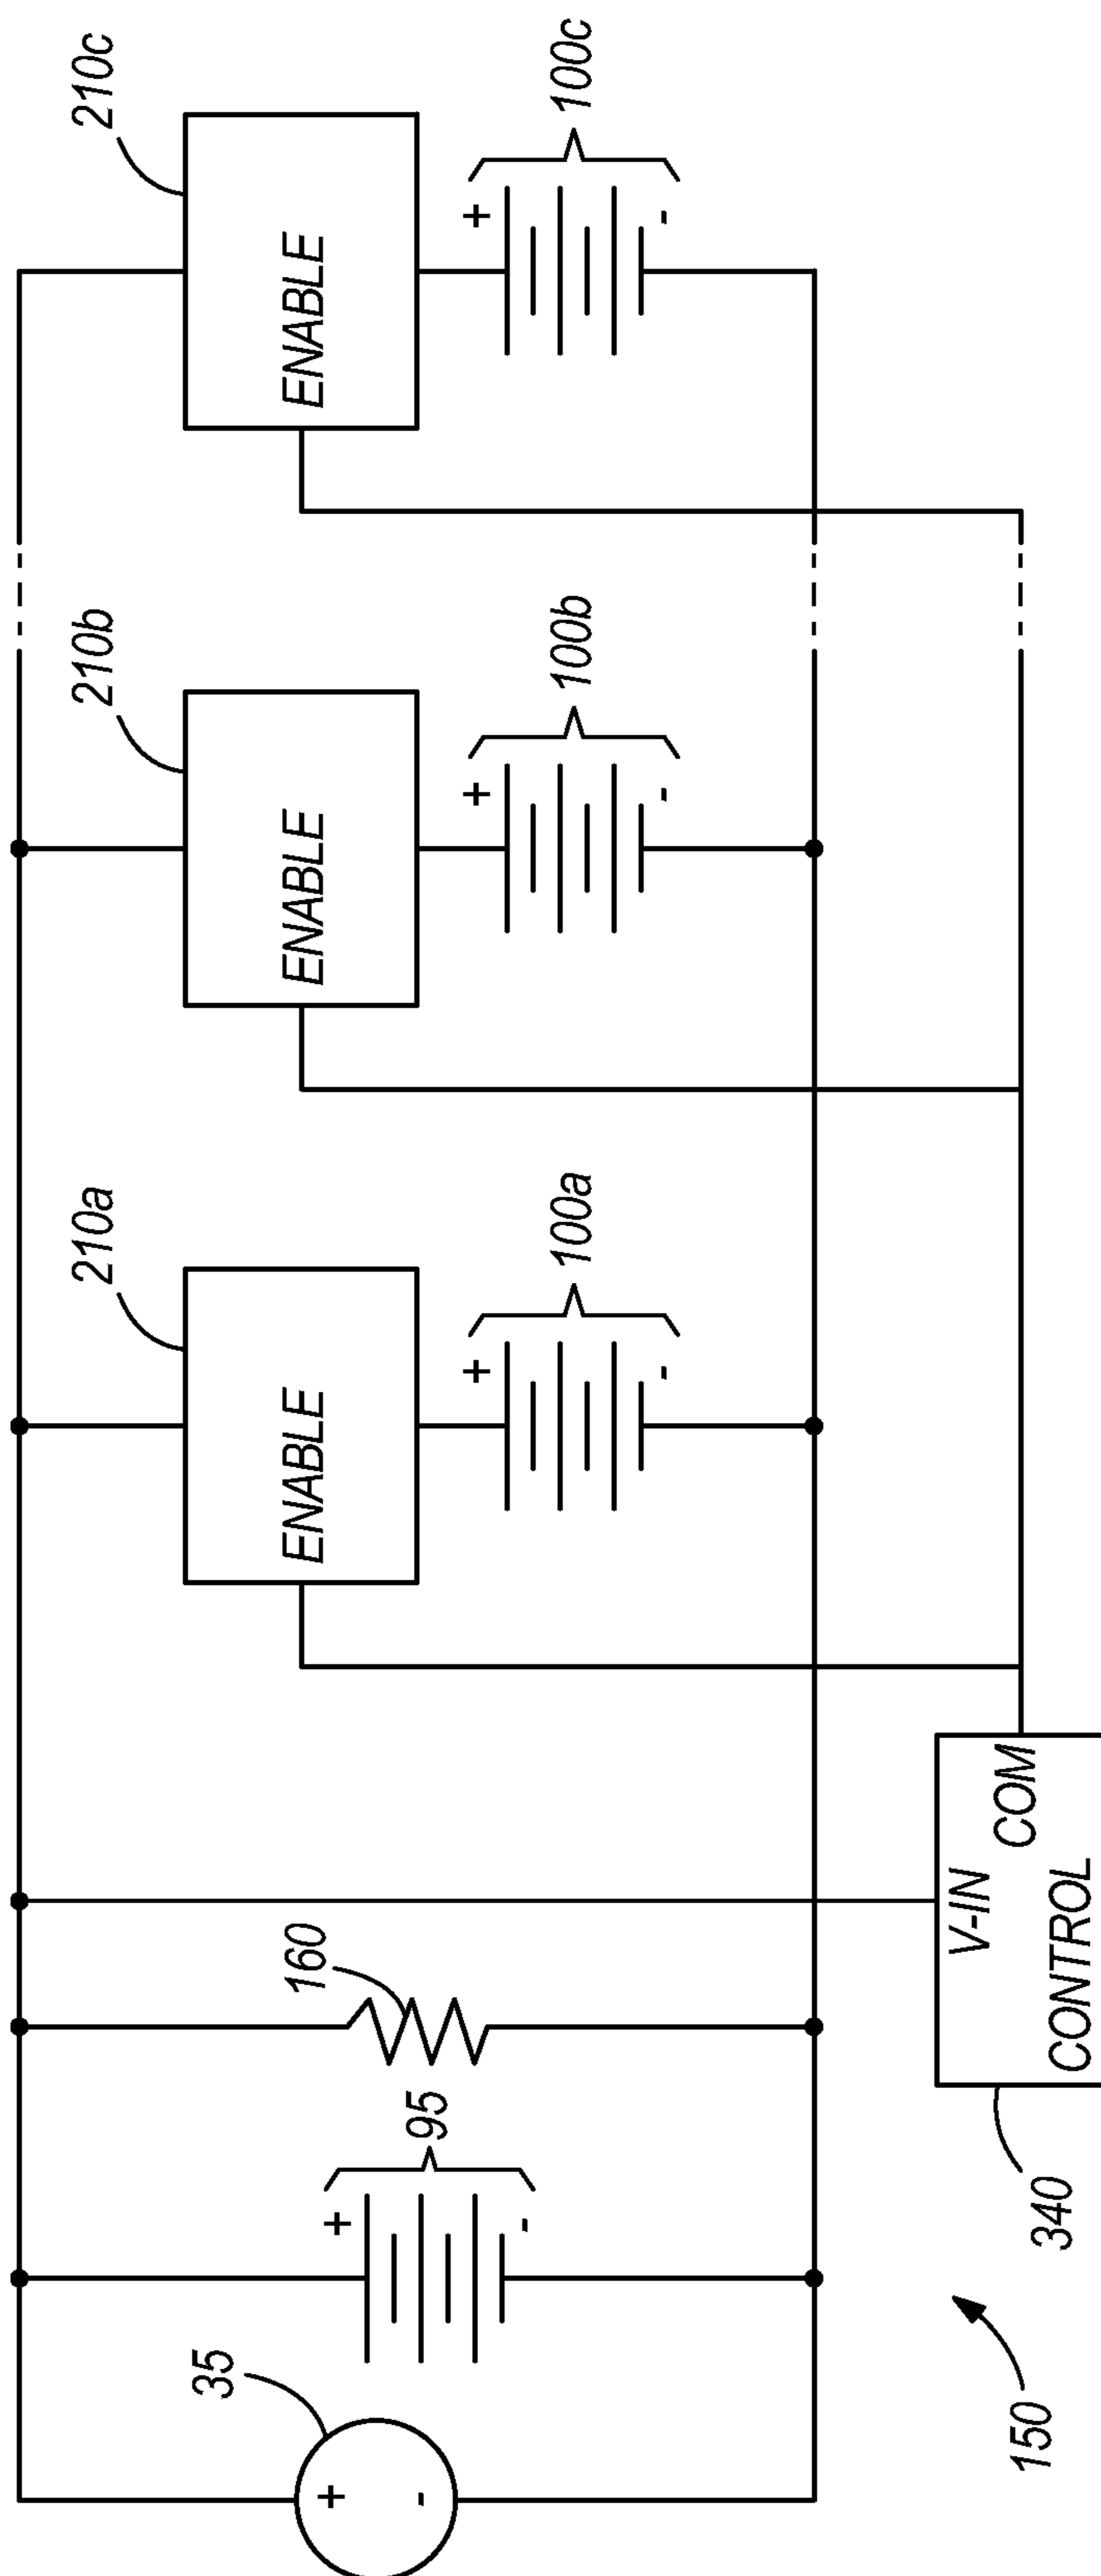 210a
210b
210c
ENABLE
ENABLE
ENABLE
35
+
-
+
-
95
160
+
-
100a
+
-
100b
+
-
100c
V-IN
COM
CONTROL
340
150